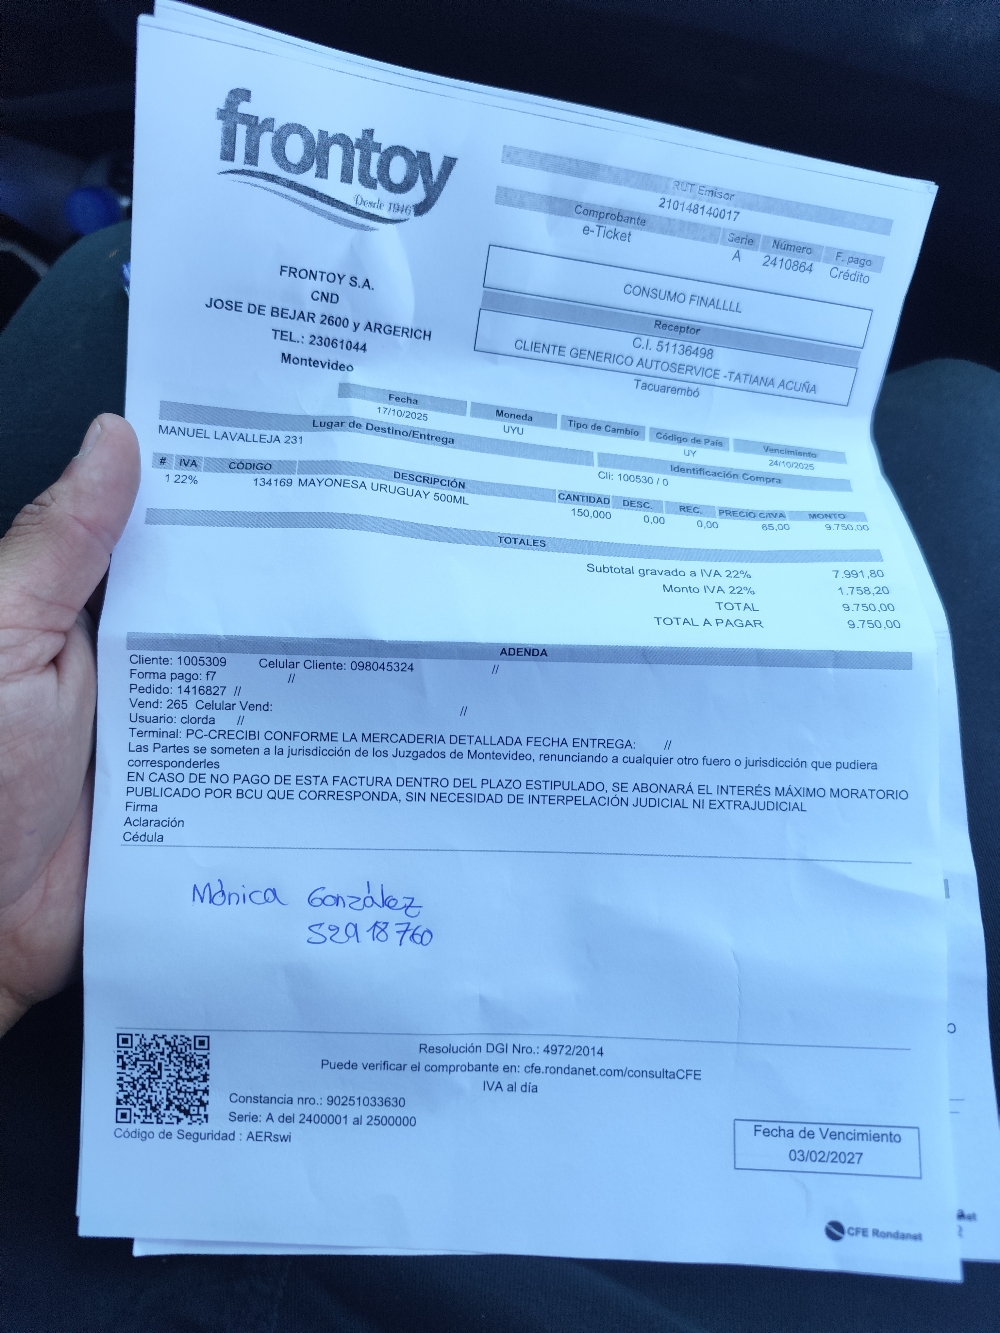 frontoy
Desde 1946
FRONTOY S.A.
CND
JOSE DE BEJAR 2600 y ARGERICH
TEL.: 23061044
Montevideo
RUT Emisor
210148140017
Comprobante Serie Número F. pago
e-Ticket A 2410864 Crédito
CONSUMO FINALLLL
Receptor
C.I. 51136498
CLIENTE GENERICO AUTOSERVICE -TATIANA ACUÑA
Tacuarembó
Fecha Moneda Tipo de Cambio Código de País Vencimiento
17/10/2025 UYU UY 24/10/2025
Lugar de Destino/Entrega Identificación Compra
MANUEL LAVALLEJA 231 Cli: 100530 / 0
# IVA CÓDIGO DESCRIPCIÓN CANTIDAD DESC. REC. PRECIO C/IVA MONTO
1 22% 134169 MAYONESA URUGUAY 500ML 150,000 0,00 0,00 65,00 9.750,00
TOTALES
Subtotal gravado a IVA 22% 7.991,80
Monto IVA 22% 1.758,20
TOTAL 9.750,00
TOTAL A PAGAR 9.750,00
ADENDA
Cliente: 1005309 Celular Cliente: 098045324 //
Forma pago: f7 //
Pedido: 1416827 //
Vend: 265 Celular Vend: //
Usuario: clorda //
Terminal: PC-CRECIBI CONFORME LA MERCADERIA DETALLADA FECHA ENTREGA: //
Las Partes se someten a la jurisdicción de los Juzgados de Montevideo, renunciando a cualquier otro fuero o jurisdicción que pudiera
corresponderles
EN CASO DE NO PAGO DE ESTA FACTURA DENTRO DEL PLAZO ESTIPULADO, SE ABONARÁ EL INTERÉS MÁXIMO MORATORIO
PUBLICADO POR BCU QUE CORRESPONDA, SIN NECESIDAD DE INTERPELACIÓN JUDICIAL NI EXTRAJUDICIAL
Firma
Aclaración
Cédula
Mónica González
52918760
Resolución DGI Nro.: 4972/2014
Puede verificar el comprobante en: cfe.rondanet.com/consultaCFE
IVA al día
Constancia nro.: 90251033630
Serie: A del 2400001 al 2500000
Código de Seguridad : AERswi
Fecha de Vencimiento
03/02/2027
CFE Rondanet